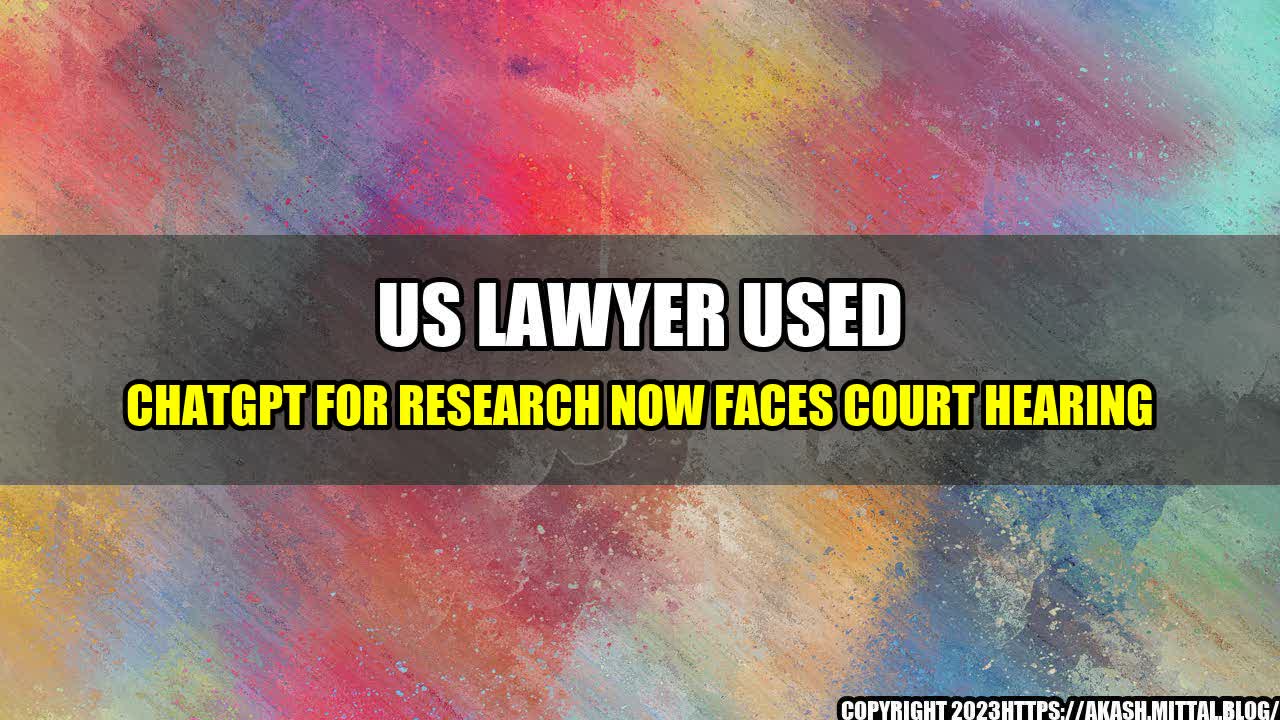 US LAWYER USED
CHATGPT FOR RESEARCH NOW FACES COURT HEARING
COPYRIGHT 2023HTTPS://AKASH.MITTAL.BLOG/